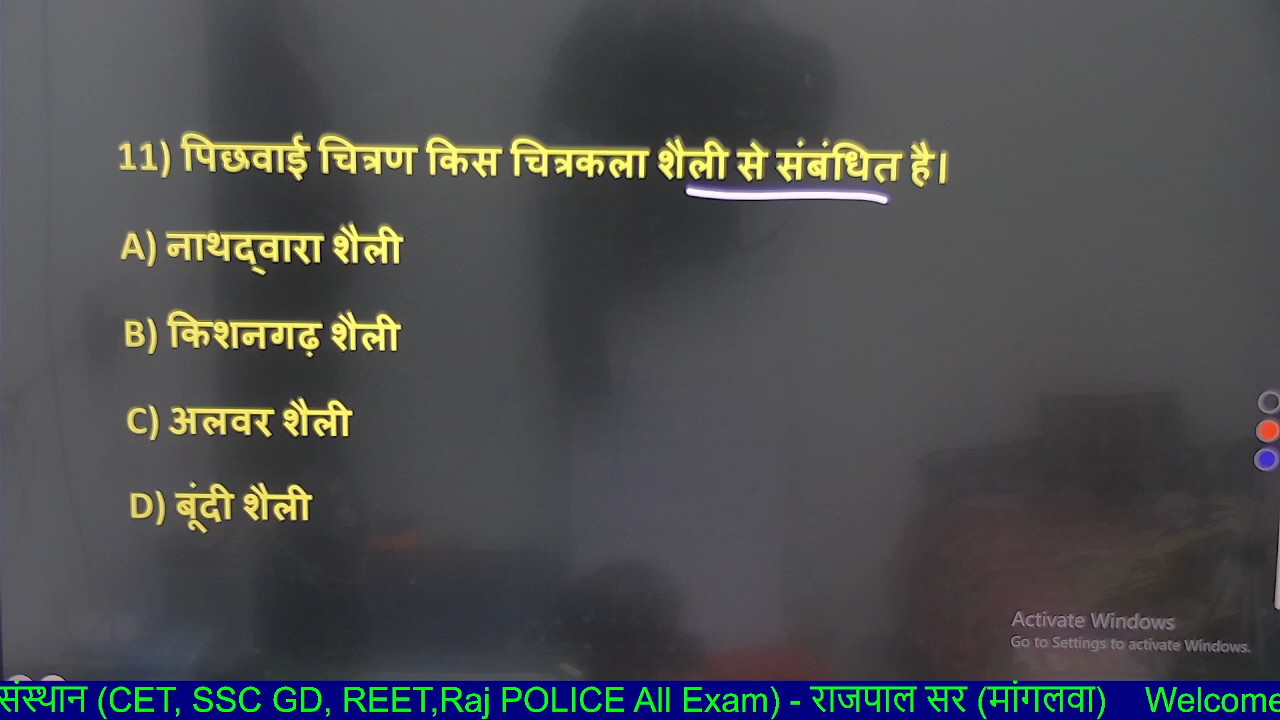 11) पिछवाई चित्रण किस चित्रकला शैली से संबंधित है।
A) नाथद्वारा शैली
B) किशनगढ़ शैली
C) अलवर शैली
D) बूंदी शैली
Activate Windows
Go to Settings to activate Windows.
संस्थान (CET, SSC GD, REET,Raj POLICE All Exam) - राजपाल सर (मांगलवा) Welcome